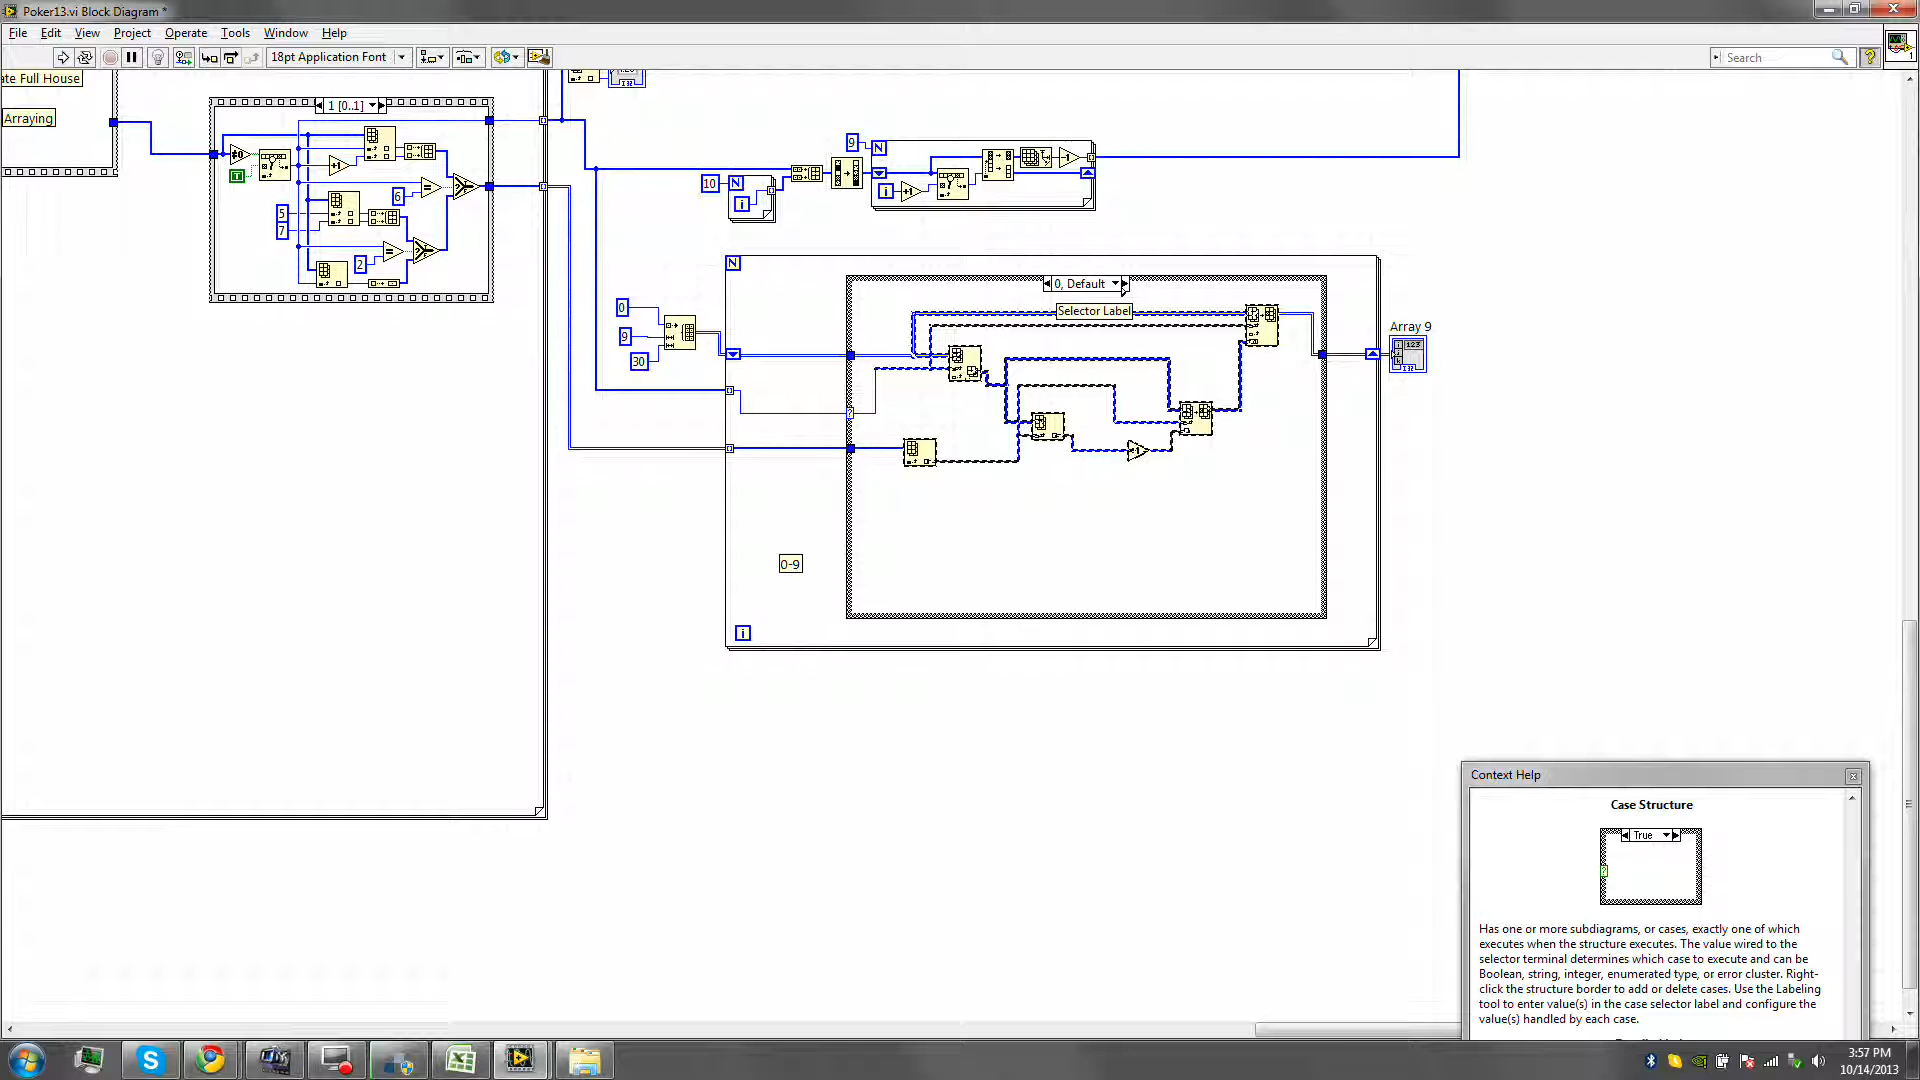 Poker13.vi Block Diagram *
File Edit View Project Operate Tools Window Help
18pt Application Font
Search
ate Full House
Arraying
1 [0..1]
T
+1
6
5
7
2
9
N
10
N
i
i
+1
-1
N
0, Default
Selector Label
0
9
30
Array 9
123
I32
0-9
i
Context Help
Case Structure
True
Has one or more subdiagrams, or cases, exactly one of which
executes when the structure executes. The value wired to the
selector terminal determines which case to execute and can be
Boolean, string, integer, enumerated type, or error cluster. Right-
click the structure border to add or delete cases. Use the Labeling
tool to enter value(s) in the case selector label and configure the
value(s) handled by each case.
3:57 PM
10/14/2013